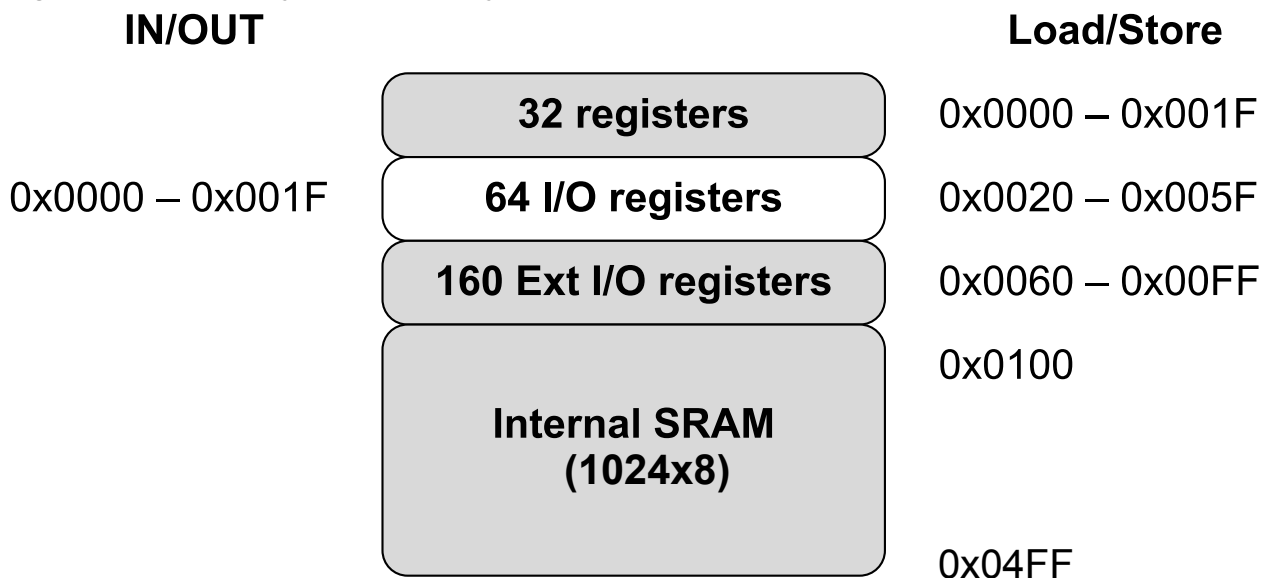 IN/OUT Load/Store
32 registers 0x0000 – 0x001F
0x0000 – 0x001F 64 I/O registers 0x0020 – 0x005F
160 Ext I/O registers 0x0060 – 0x00FF
0x0100
Internal SRAM
(1024x8)
0x04FF